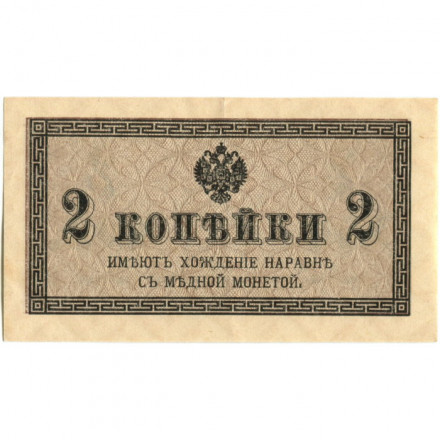 2 КОПѢЙКИ 2
ИМѢЮТЪ ХОЖДЕНІЕ НАРАВНѢ
СЪ МѢДНОЙ МОНЕТОЙ.